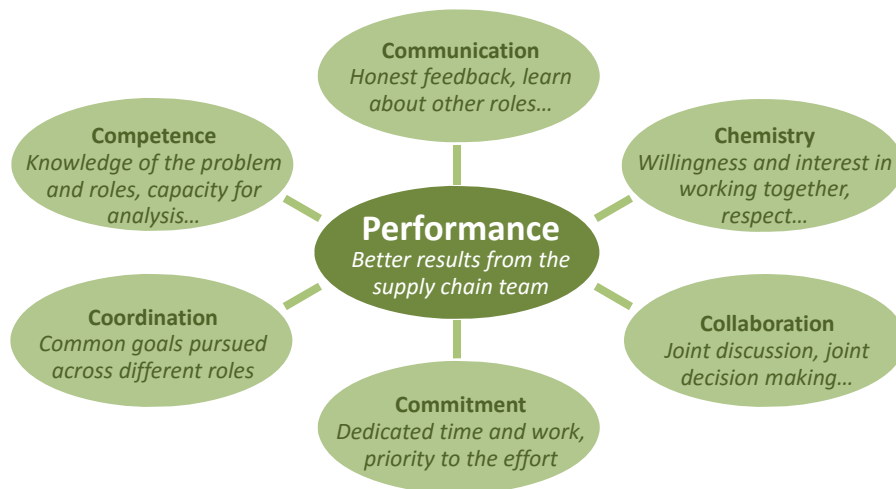 Communication
Honest feedback, learn
about other roles…
Competence
Knowledge of the problem
and roles, capacity for
analysis…
Chemistry
Willingness and interest in
working together,
respect…
Performance
Better results from the
supply chain team
Coordination
Common goals pursued
across different roles
Collaboration
Joint discussion, joint
decision making…
Commitment
Dedicated time and work,
priority to the effort